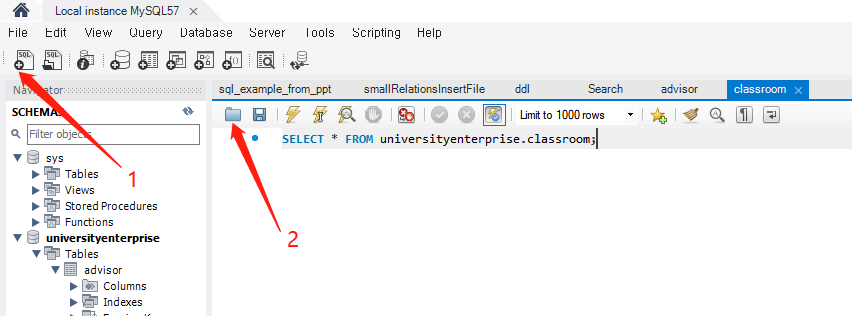 Local instance MySQL57
File Edit View Query Database Server Tools Scripting Help
SQL SQL
1
Navigator
SCHEMAS
Filter objects
sys
Tables
Views
Stored Procedures
Functions
universityenterprise
Tables
advisor
Columns
Indexes
sql_example_from_ppt smallRelationsInsertFile ddl Search advisor classroom
Limit to 1000 rows
SELECT * FROM universityenterprise.classroom;
2